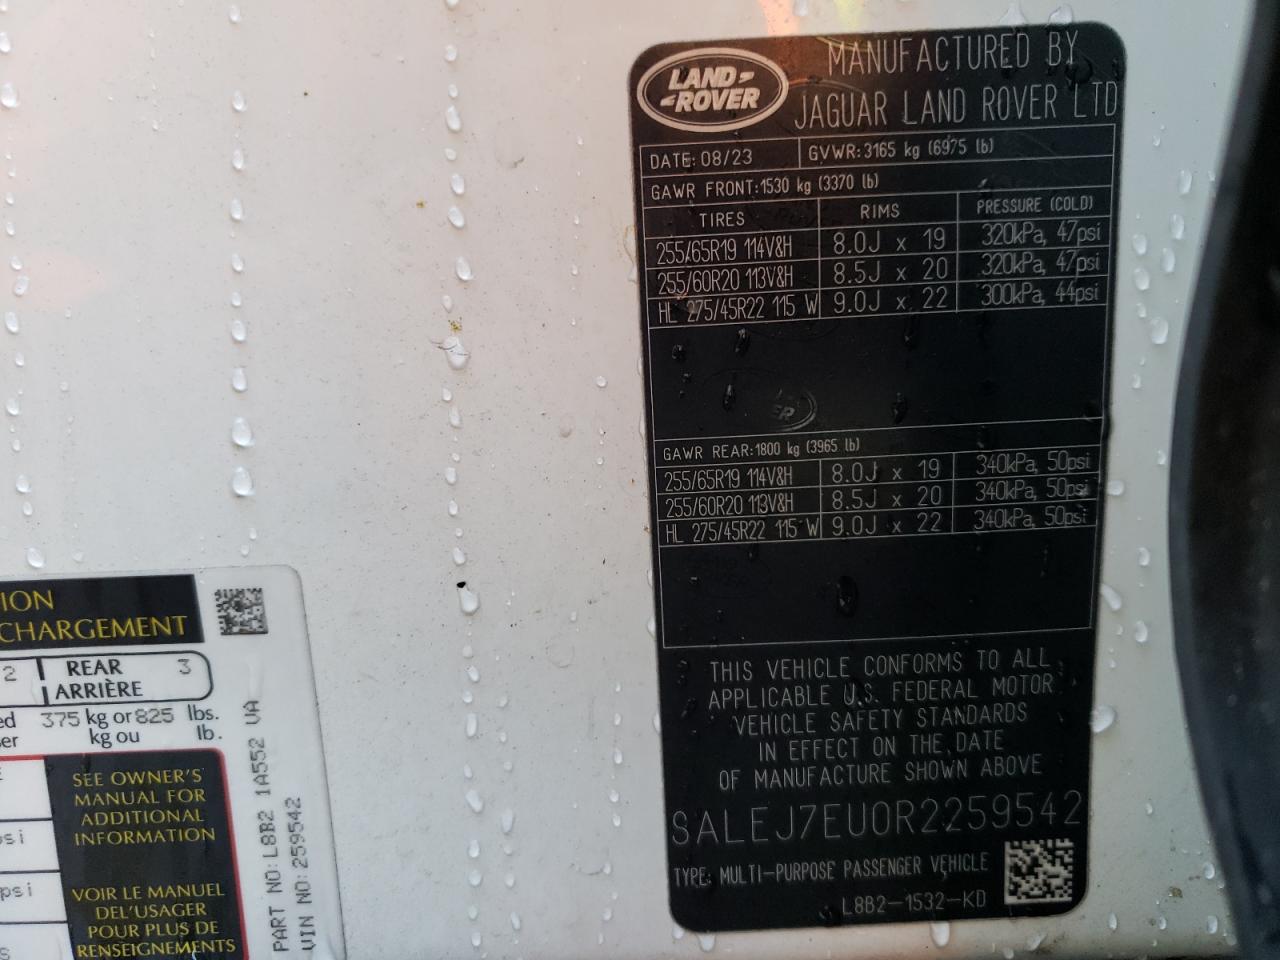 LAND
ROVER
MANUFACTURED BY
JAGUAR LAND ROVER LTD
DATE: 08/23 GVWR: 3165 kg (6975 lb)
GAWR FRONT: 1530 kg (3370 lb)
TIRES RIMS PRESSURE (COLD)
255/65R19 114V&H 8.0J x 19 320kPa, 47psi
255/60R20 113V&H 8.5J x 20 320kPa, 47psi
HL 275/45R22 115 W 9.0J x 22 300kPa, 44psi
GAWR REAR: 1800 kg (3965 lb)
255/65R19 114V&H 8.0J x 19 340kPa, 50psi
255/60R20 113V&H 8.5J x 20 340kPa, 50psi
HL 275/45R22 115 W 9.0J x 22 340kPa, 50psi
THIS VEHICLE CONFORMS TO ALL
APPLICABLE U.S. FEDERAL MOTOR
VEHICLE SAFETY STANDARDS
IN EFFECT ON THE DATE
OF MANUFACTURE SHOWN ABOVE
SALEJ7EU0R2259542
TYPE: MULTI-PURPOSE PASSENGER VEHICLE
L8B2-1532-KD
ION
CHARGEMENT
2 REAR 3
ARRIÈRE
ed 375 kg or 825 lbs.
ser kg ou lb.
SEE OWNER'S
MANUAL FOR
ADDITIONAL
INFORMATION
psi
psi
VOIR LE MANUEL
DEL'USAGER
POUR PLUS DE
RENSEIGNEMENTS
PART NO: L8B2 1A552 VA
VIN NO: 259542